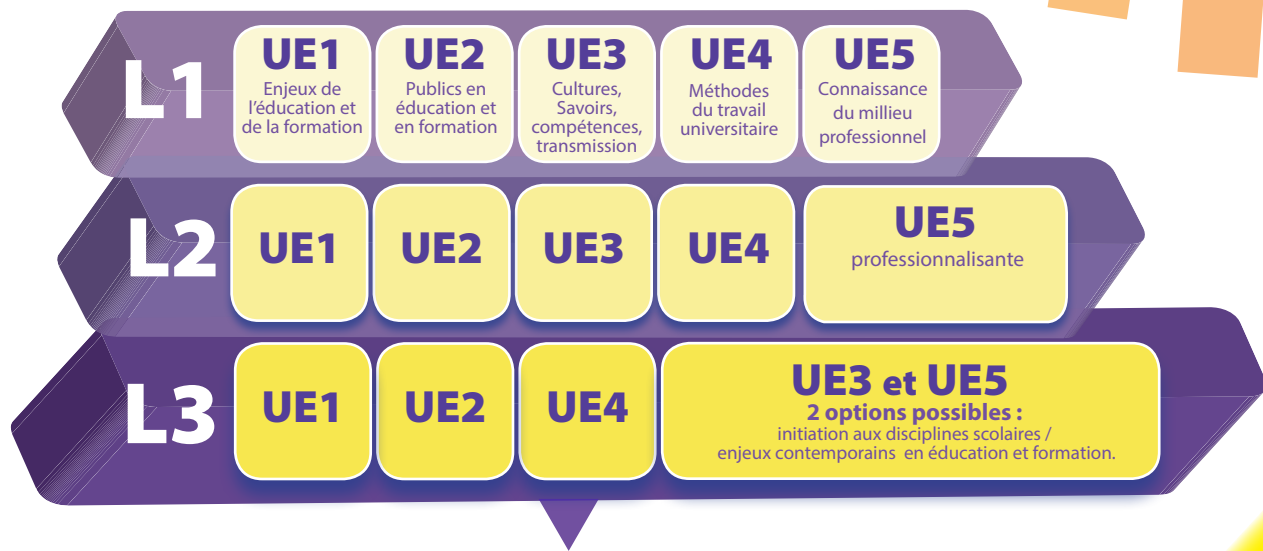 L1
UE1
Enjeux de
l'éducation et
de la formation
UE2
Publics en
éducation et
en formation
UE3
Cultures,
Savoirs,
compétences,
transmission
UE4
Méthodes
du travail
universitaire
UE5
Connaissance
du millieu
professionnel
L2
UE1
UE2
UE3
UE4
UE5
professionnalisante
L3
UE1
UE2
UE4
UE3 et UE5
2 options possibles :
initiation aux disciplines scolaires /
enjeux contemporains en éducation et formation.